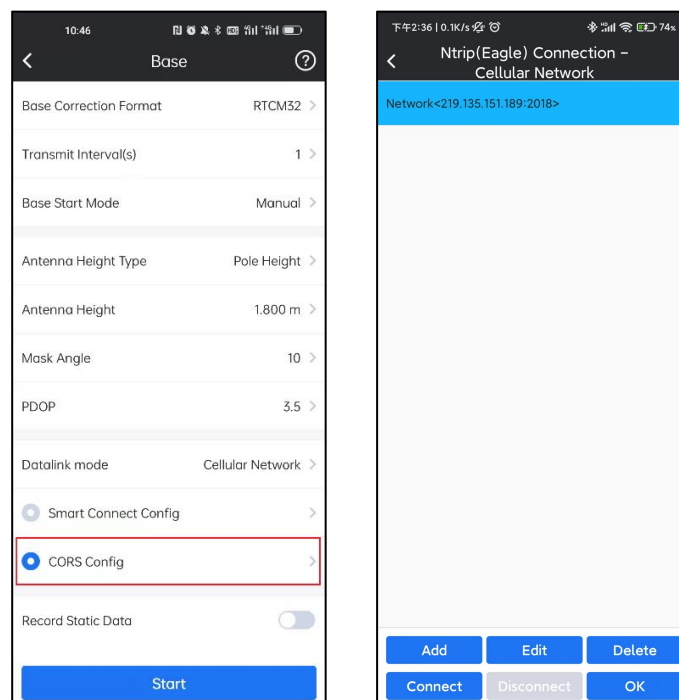 10:46
Base
Base Correction Format RTCM32
Transmit Interval(s) 1
Base Start Mode Manual
Antenna Height Type Pole Height
Antenna Height 1.800 m
Mask Angle 10
PDOP 3.5
Datalink mode Cellular Network
Smart Connect Config
CORS Config
Record Static Data
Start
下午2:36 | 0.1K/s
74%
Ntrip(Eagle) Connection –
Cellular Network
Network<219.135.151.189:2018>
Add Edit Delete
Connect Disconnect OK